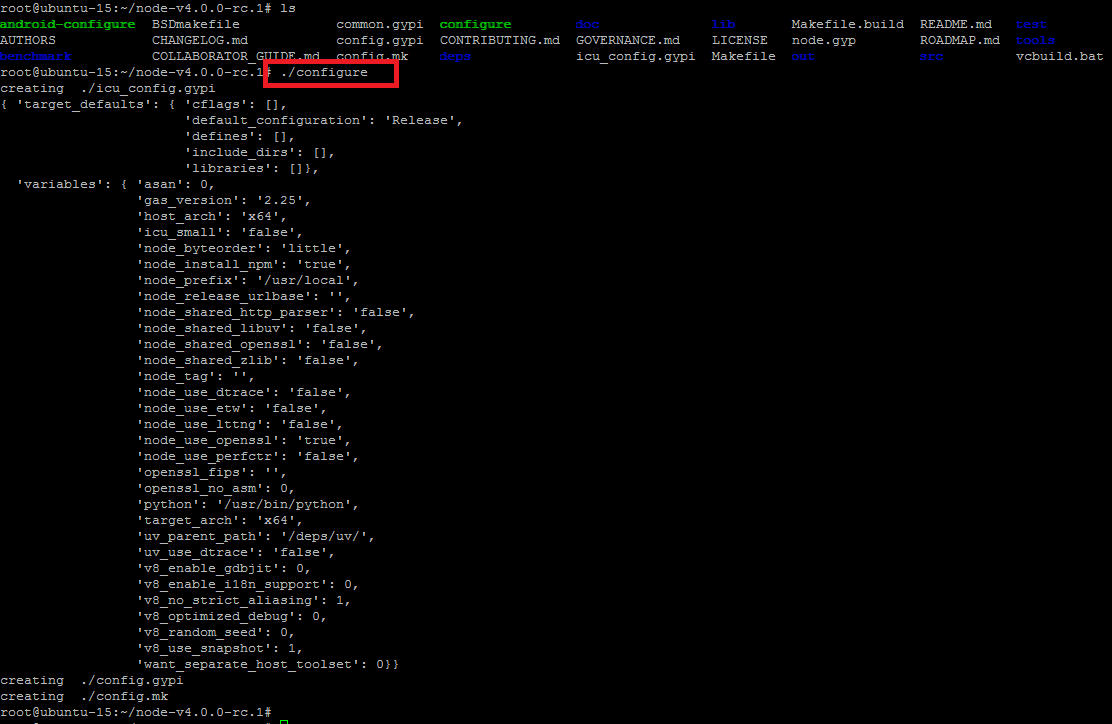 root@ubuntu-15:~/node-v4.0.0-rc.1# ls
android-configure BSDmakefile common.gypi configure doc lib Makefile.build README.md test
AUTHORS CHANGELOG.md config.gypi CONTRIBUTING.md GOVERNANCE.md LICENSE node.gyp ROADMAP.md tools
benchmark COLLABORATOR_GUIDE.md config.mk deps icu_config.gypi Makefile out src vcbuild.bat
root@ubuntu-15:~/node-v4.0.0-rc.1# ./configure
creating ./icu_config.gypi
{ 'target_defaults': { 'cflags': [],
'default_configuration': 'Release',
'defines': [],
'include_dirs': [],
'libraries': []},
'variables': { 'asan': 0,
'gas_version': '2.25',
'host_arch': 'x64',
'icu_small': 'false',
'node_byteorder': 'little',
'node_install_npm': 'true',
'node_prefix': '/usr/local',
'node_release_urlbase': '',
'node_shared_http_parser': 'false',
'node_shared_libuv': 'false',
'node_shared_openssl': 'false',
'node_shared_zlib': 'false',
'node_tag': '',
'node_use_dtrace': 'false',
'node_use_etw': 'false',
'node_use_lttng': 'false',
'node_use_openssl': 'true',
'node_use_perfctr': 'false',
'openssl_fips': '',
'openssl_no_asm': 0,
'python': '/usr/bin/python',
'target_arch': 'x64',
'uv_parent_path': '/deps/uv/',
'uv_use_dtrace': 'false',
'v8_enable_gdbjit': 0,
'v8_enable_i18n_support': 0,
'v8_no_strict_aliasing': 1,
'v8_optimized_debug': 0,
'v8_random_seed': 0,
'v8_use_snapshot': 1,
'want_separate_host_toolset': 0}}
creating ./config.gypi
creating ./config.mk
root@ubuntu-15:~/node-v4.0.0-rc.1#